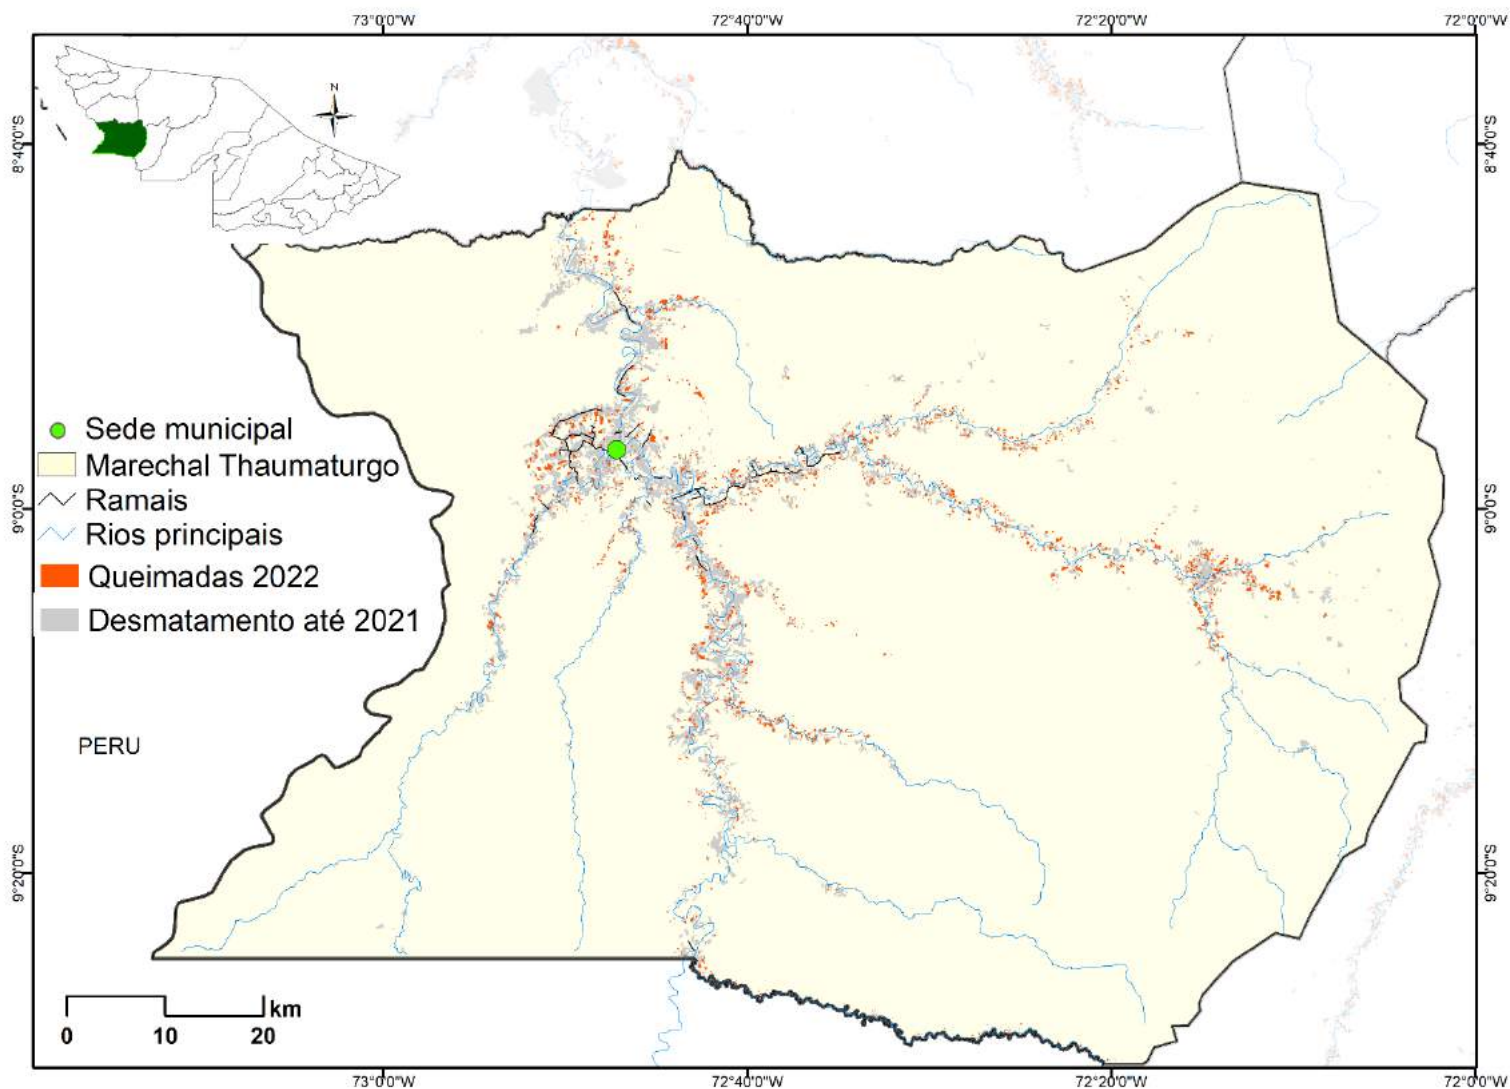 73°0'0"W 72°40'0"W 72°20'0"W 72°0'0"W
N
8°40'0"S 8°40'0"S
Sede municipal
Marechal Thaumaturgo
Ramais
Rios principais
9°0'0"S 9°0'0"S
Queimadas 2022
Desmatamento até 2021
PERU
9°20'0"S 9°20'0"S
km
0 10 20
73°0'0"W 72°40'0"W 72°20'0"W 72°0'0"W